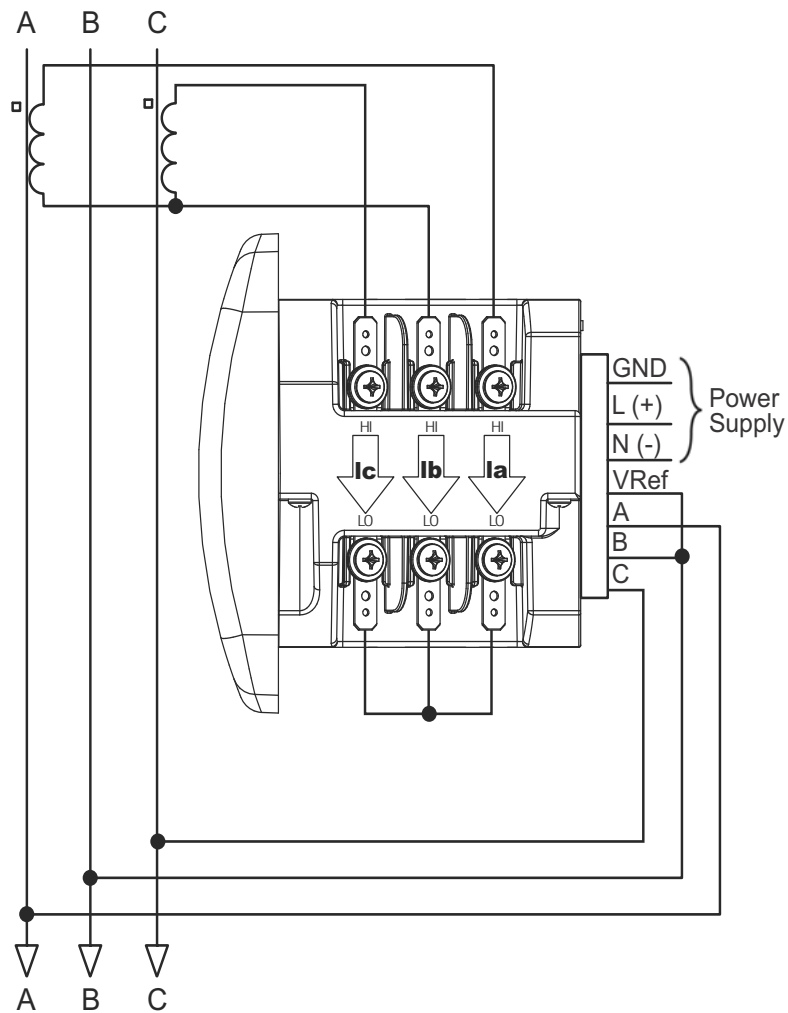 A B C
GND
L (+)
N (-)
Power
Supply
HI HI HI
Ic Ib Ia
LO LO LO
VRef
A
B
C
A B C